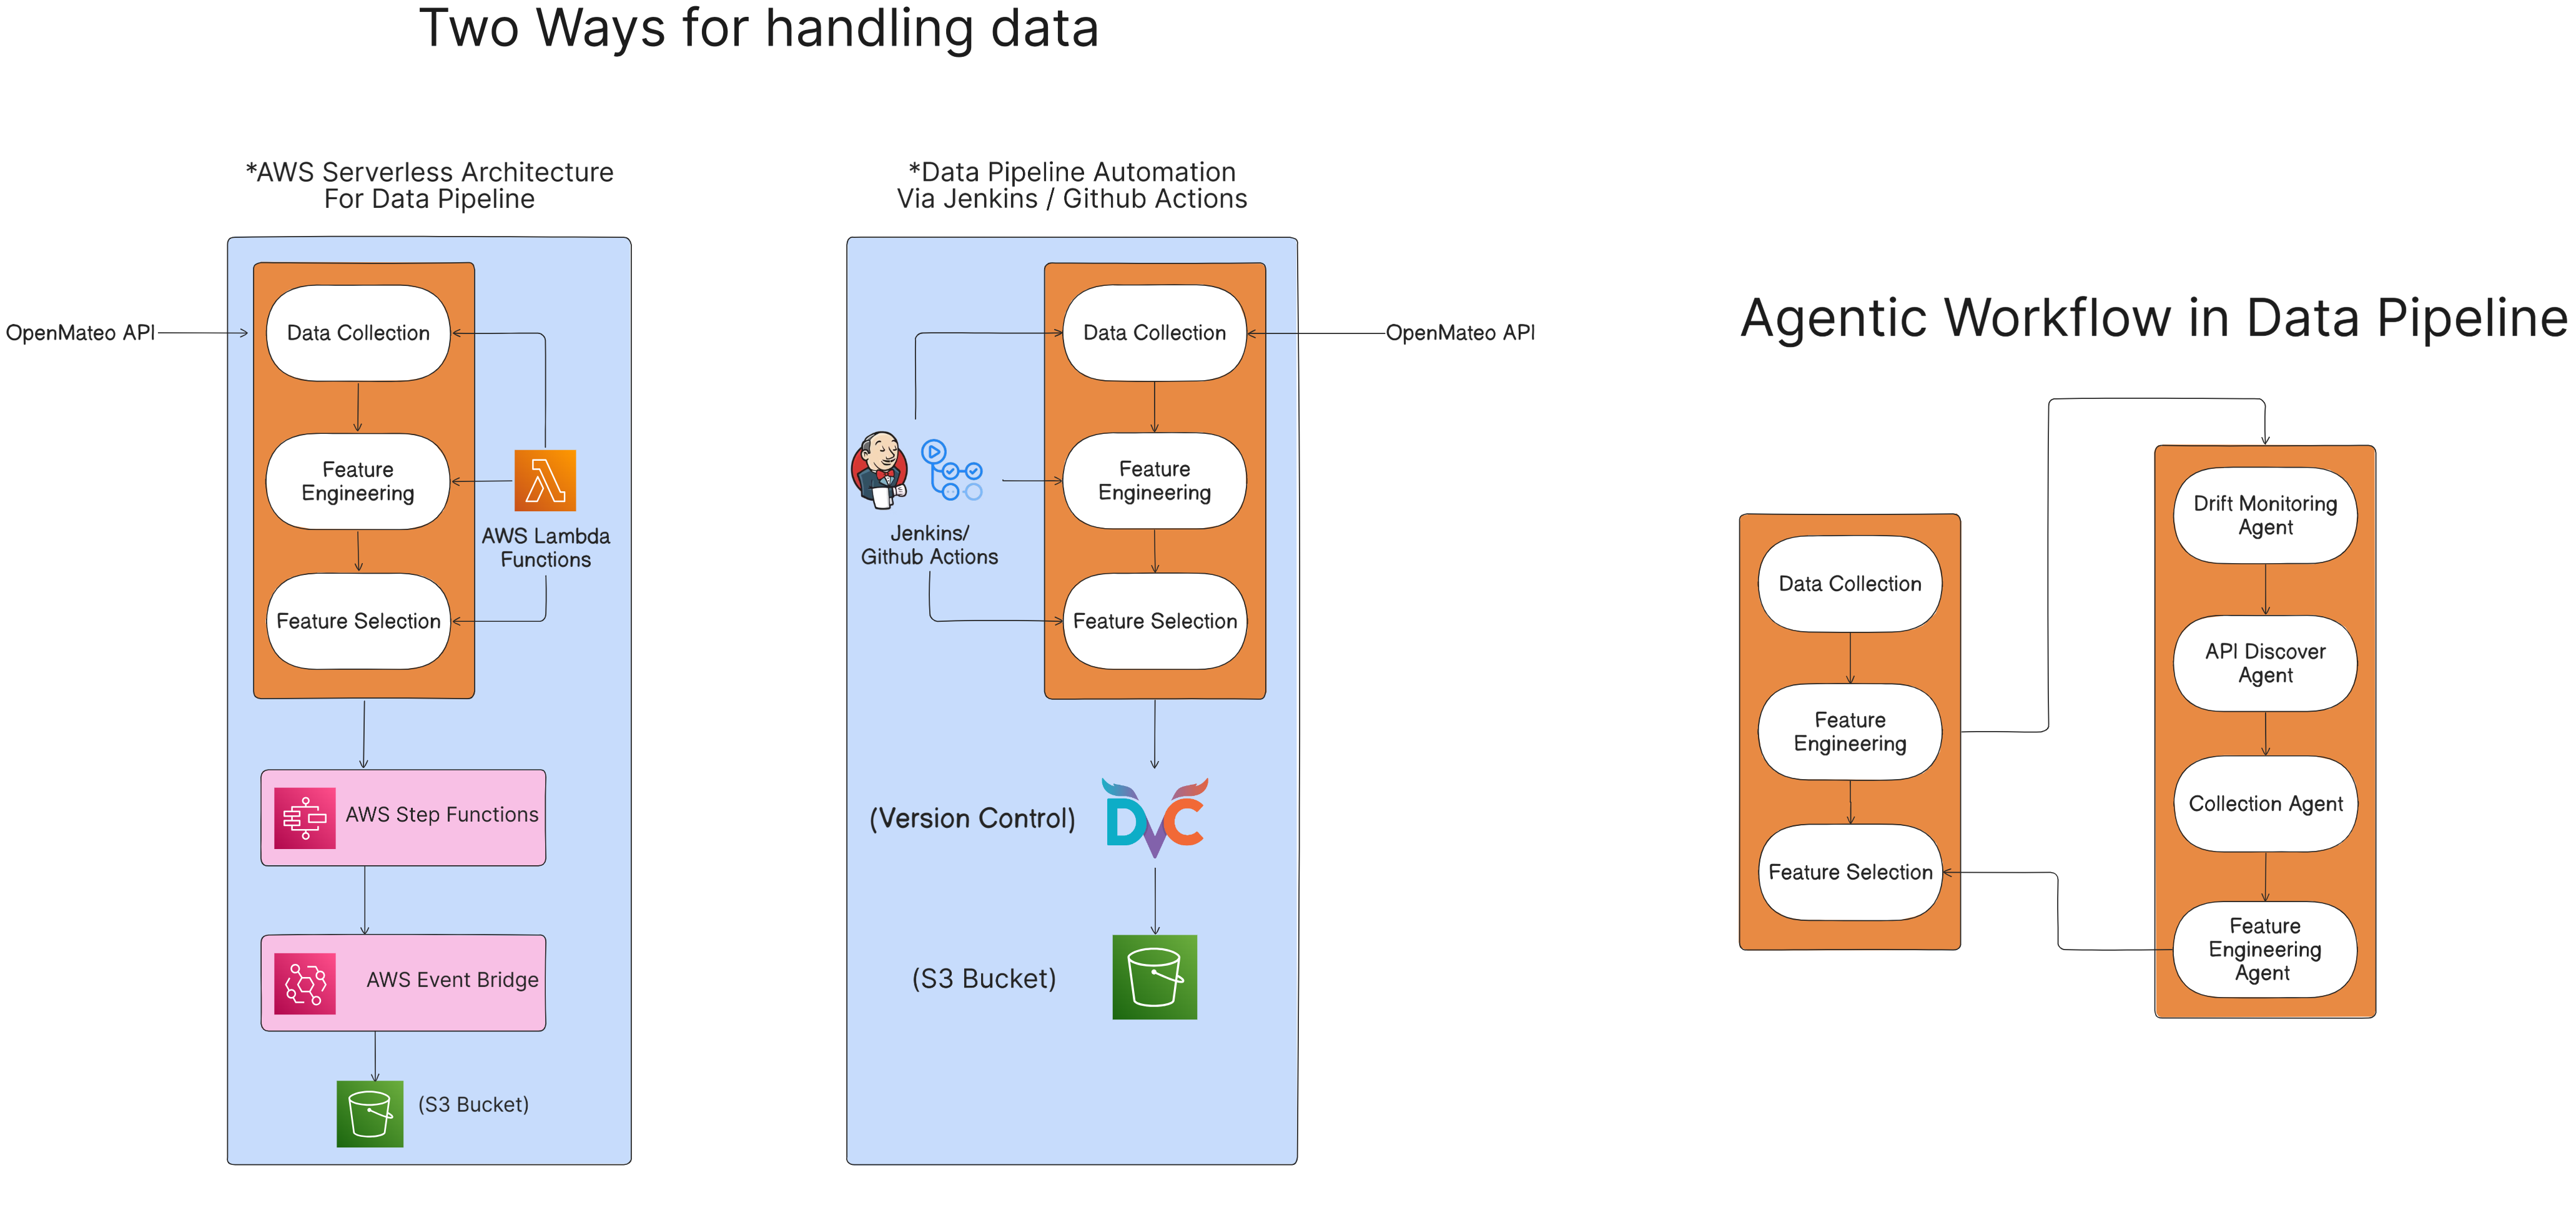 Two Ways for handling data
*AWS Serverless Architecture
For Data Pipeline
OpenMateo API
Data Collection
Feature
Engineering
Feature Selection
AWS Lambda
Functions
AWS Step Functions
AWS Event Bridge
(S3 Bucket)
*Data Pipeline Automation
Via Jenkins / Github Actions
Data Collection
OpenMateo API
Feature
Engineering
Jenkins/
Github Actions
Feature Selection
(Version Control)
DVC
(S3 Bucket)
Agentic Workflow in Data Pipeline
Data Collection
Feature
Engineering
Feature Selection
Drift Monitoring
Agent
API Discover
Agent
Collection Agent
Feature
Engineering
Agent